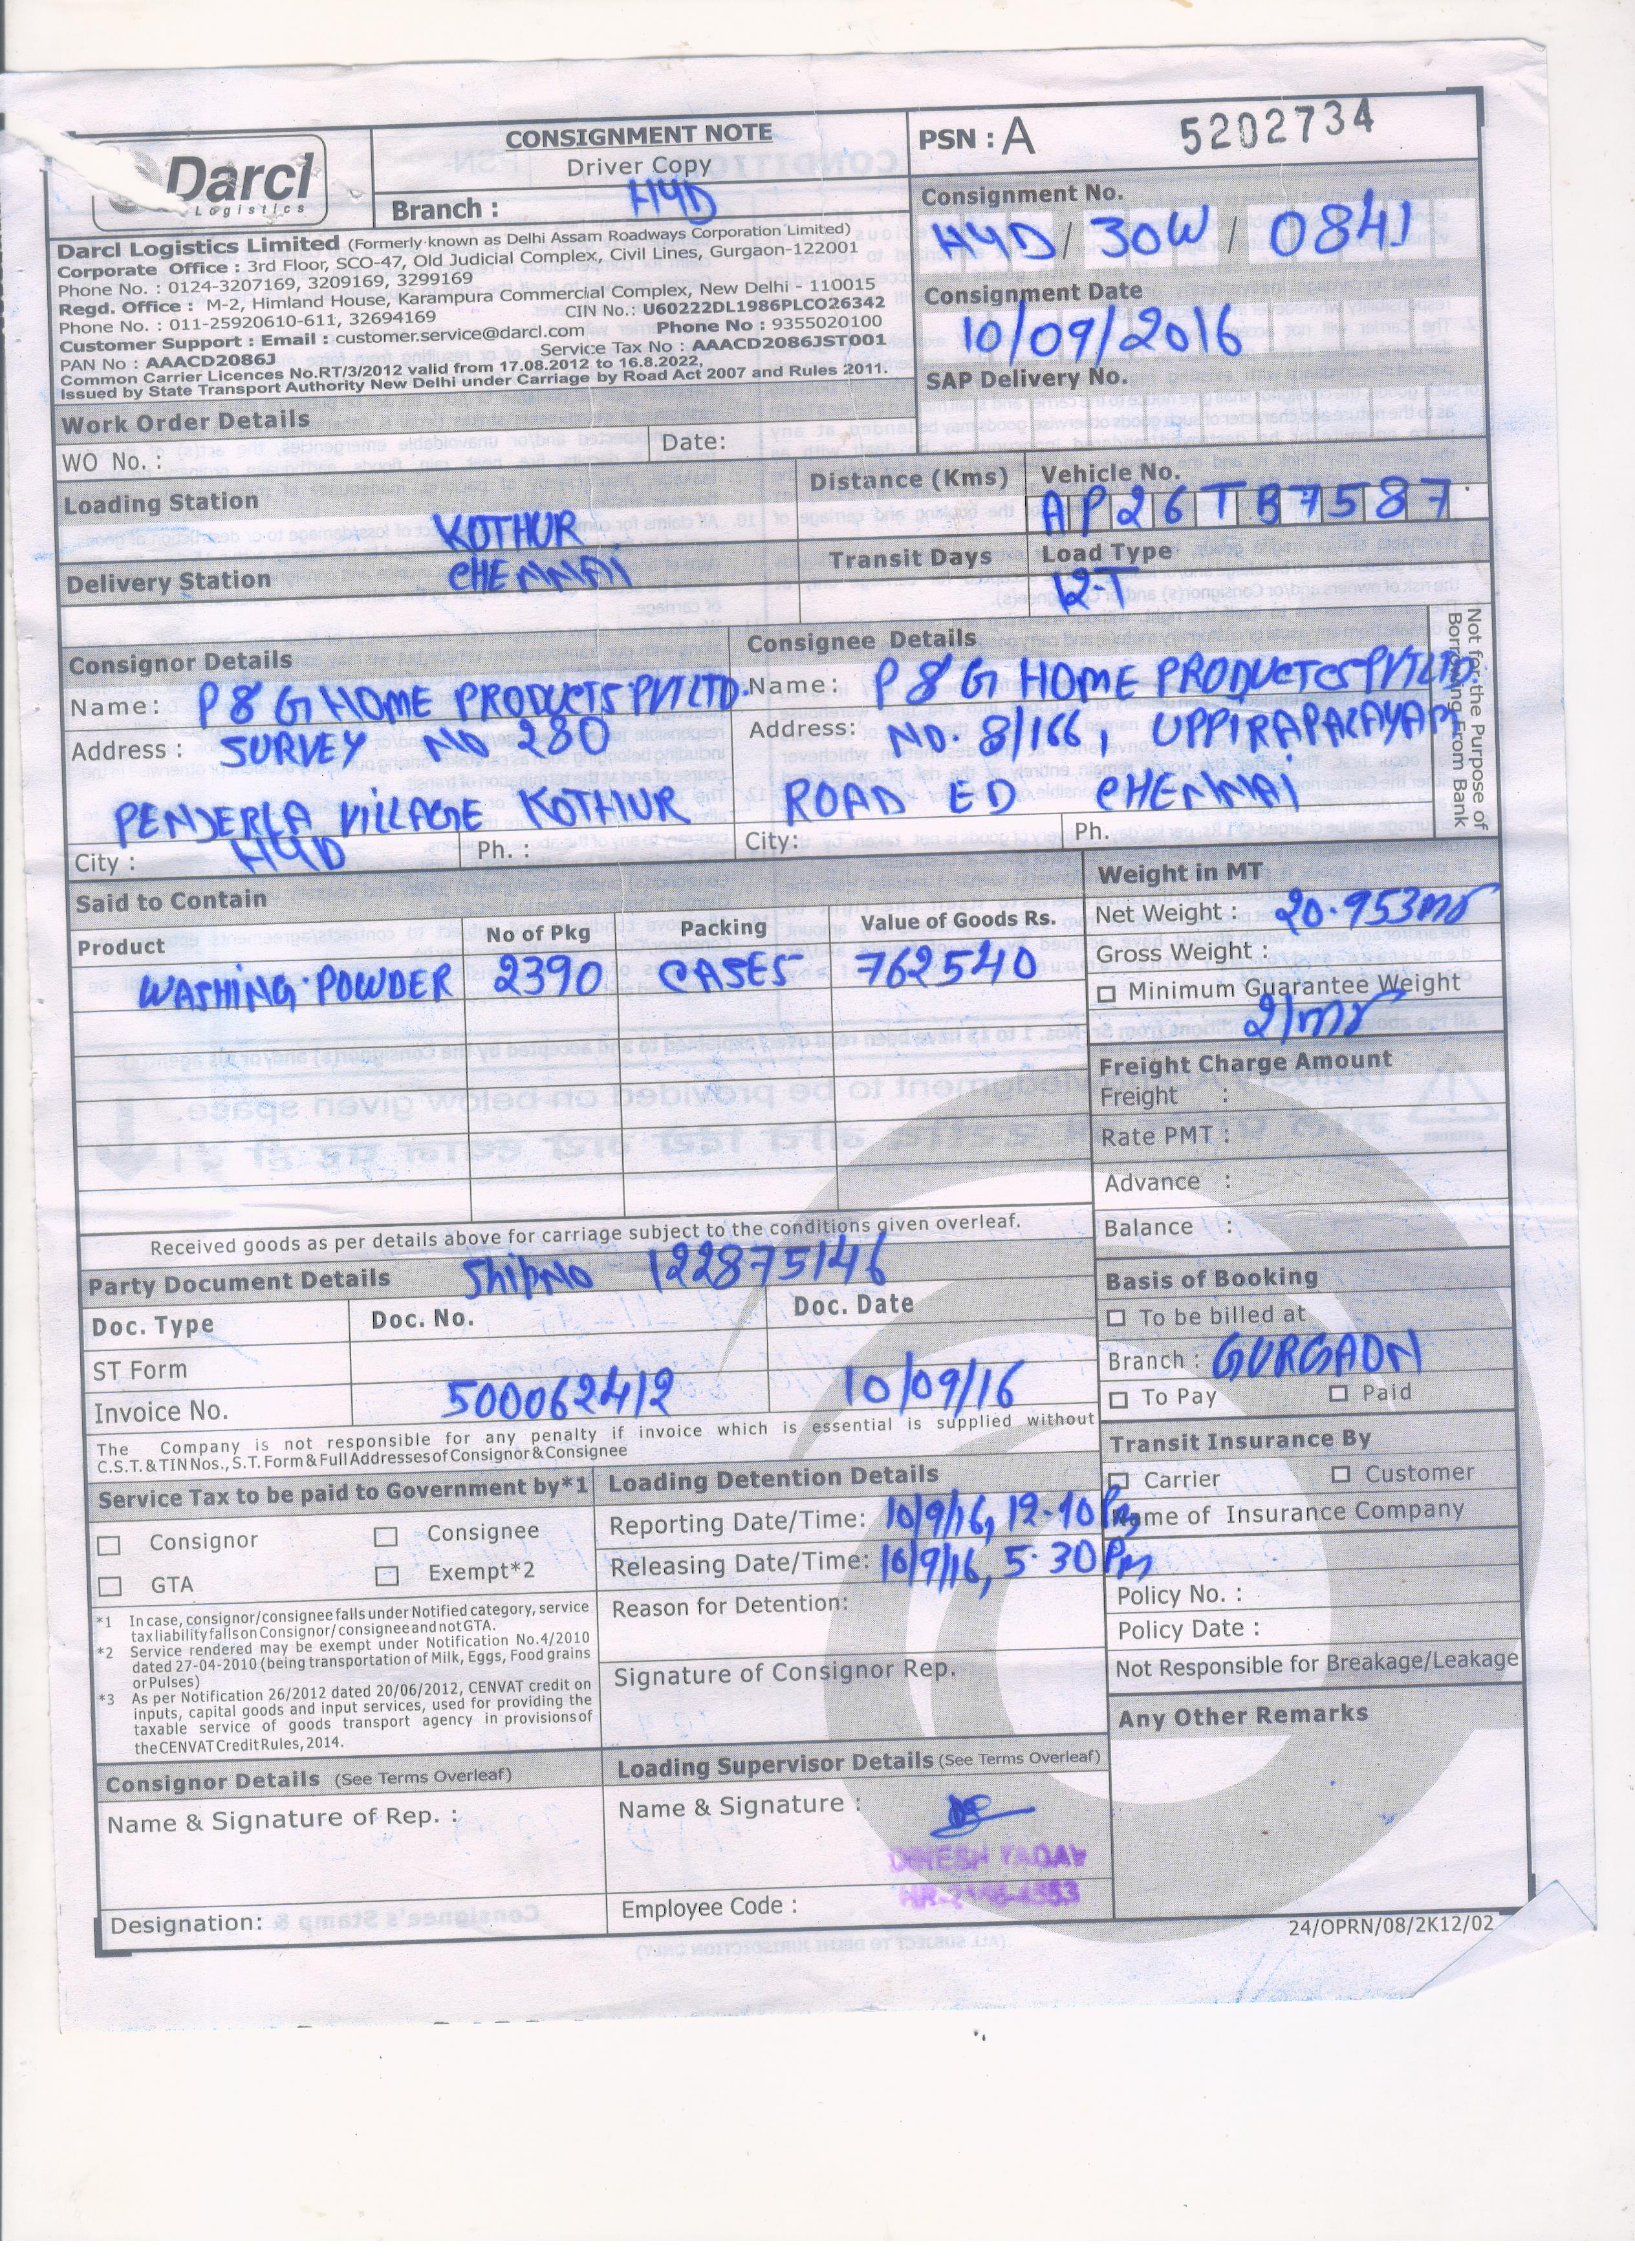 Darcl
Logistics
CONSIGNMENT NOTE
Driver Copy
Branch : HYD
PSN : A 5202734
Consignment No.
HYD/30W/0841
Consignment Date
10/09/2016
SAP Delivery No.
Darcl Logistics Limited (Formerly known as Delhi Assam Roadways Corporation Limited)
Corporate Office : 3rd Floor, SCO-47, Old Judicial Complex, Civil Lines, Gurgaon-122001
Phone No. : 0124-3207169, 3209169, 3299169
Regd. Office : M-2, Himland House, Karampura Commercial Complex, New Delhi - 110015
Phone No. : 011-25920610-611, 32694169 CIN No.: U60222DL1986PLCO26342
Customer Support : Email : customer.service@darcl.com Phone No : 9355020100
PAN No : AAACD2086J Service Tax No : AAACD2086JST001
Common Carrier Licences No.RT/3/2012 valid from 17.08.2012 to 16.8.2022.
Issued by State Transport Authority New Delhi under Carriage by Road Act 2007 and Rules 2011.
Work Order Details
WO No. : Date:
Loading Station KOTHUR
Delivery Station CHENNAI
Distance (Kms)
Transit Days
Vehicle No.
AP26TB7587
Load Type
12-T
Consignor Details
Name: P & G HOME PRODUCTS PVT LTD.
Address : SURVEY NO 280
PENDERLA VILLAGE KOTHUR
City : HYD Ph. :
Consignee Details
Name: P & G HOME PRODUCTCS PVT LTD.
Address: NO. 8/166, UPPIRAPALAYAM
ROAD ED CHENNAI
City: Ph.
Not for the Purpose of
Borrowing From Bank
Said to Contain
Product No of Pkg Packing Value of Goods Rs.
WASHING POWDER 2390 CASES 762540
Weight in MT
Net Weight : 20.953mt
Gross Weight :
Minimum Guarantee Weight
21mt
Freight Charge Amount
Freight :
Rate PMT :
Advance :
Balance :
Received goods as per details above for carriage subject to the conditions given overleaf.
Party Document Details ShipNo 122875146
Doc. Type Doc. No. Doc. Date
ST Form
Invoice No. 500062412 10/09/16
The Company is not responsible for any penalty if invoice which is essential is supplied without
C.S.T. & TIN Nos., S.T. Form & Full Addresses of Consignor & Consignee
Basis of Booking
To be billed at
Branch : GURGAON
To Pay Paid
Transit Insurance By
Carrier Customer
Name of Insurance Company
Policy No. :
Policy Date :
Not Responsible for Breakage/Leakage
Any Other Remarks
Service Tax to be paid to Government by*1
Consignor Consignee
GTA Exempt*2
*1 In case, consignor/consignee falls under Notified category, service
tax liability falls on Consignor/consignee and not GTA.
*2 Service rendered may be exempt under Notification No.4/2010
dated 27-04-2010 (being transportation of Milk, Eggs, Food grains
or Pulses)
*3 As per Notification 26/2012 dated 20/06/2012, CENVAT credit on
inputs, capital goods and input services, used for providing the
taxable service of goods transport agency in provisions of
the CENVAT Credit Rules, 2014.
Loading Detention Details
Reporting Date/Time: 10/9/16, 12-10 Pm
Releasing Date/Time: 10/9/16, 5-30 Pm
Reason for Detention:
Signature of Consignor Rep.
Consignor Details (See Terms Overleaf)
Name & Signature of Rep. :
Designation:
Loading Supervisor Details (See Terms Overleaf)
Name & Signature :
DINESH YADAV
Employee Code :
24/OPRN/08/2K12/02